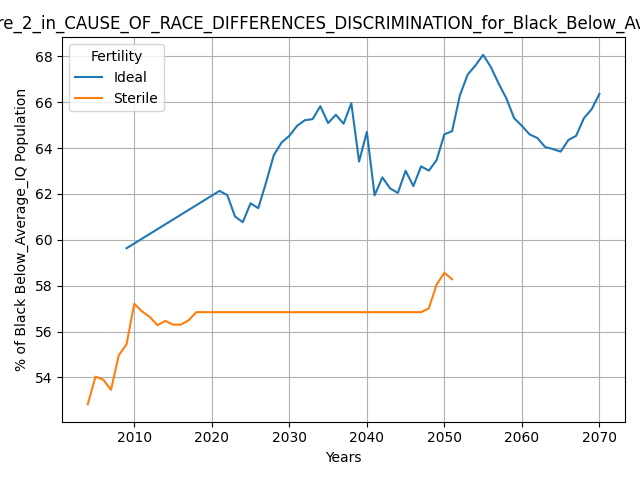 re_2_in_CAUSE_OF_RACE_DIFFERENCES_DISCRIMINATION_for_Black_Below_Av
Fertility
Ideal
Sterile
% of Black Below_Average_IQ Population
68
66
64
62
60
58
56
54
2010
2020
2030
2040
2050
2060
2070
Years